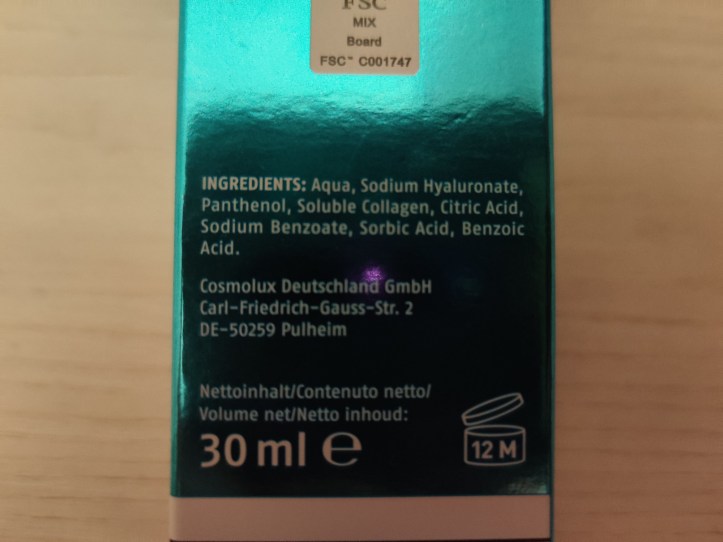 FSC
MIX
Board
FSC™ C001747
INGREDIENTS: Aqua, Sodium Hyaluronate,
Panthenol, Soluble Collagen, Citric Acid,
Sodium Benzoate, Sorbic Acid, Benzoic
Acid.
Cosmolux Deutschland GmbH
Carl-Friedrich-Gauss-Str. 2
DE-50259 Pulheim
Nettoinhalt/Contenuto netto/
Volume net/Netto inhoud:
30 ml ℮
12 M